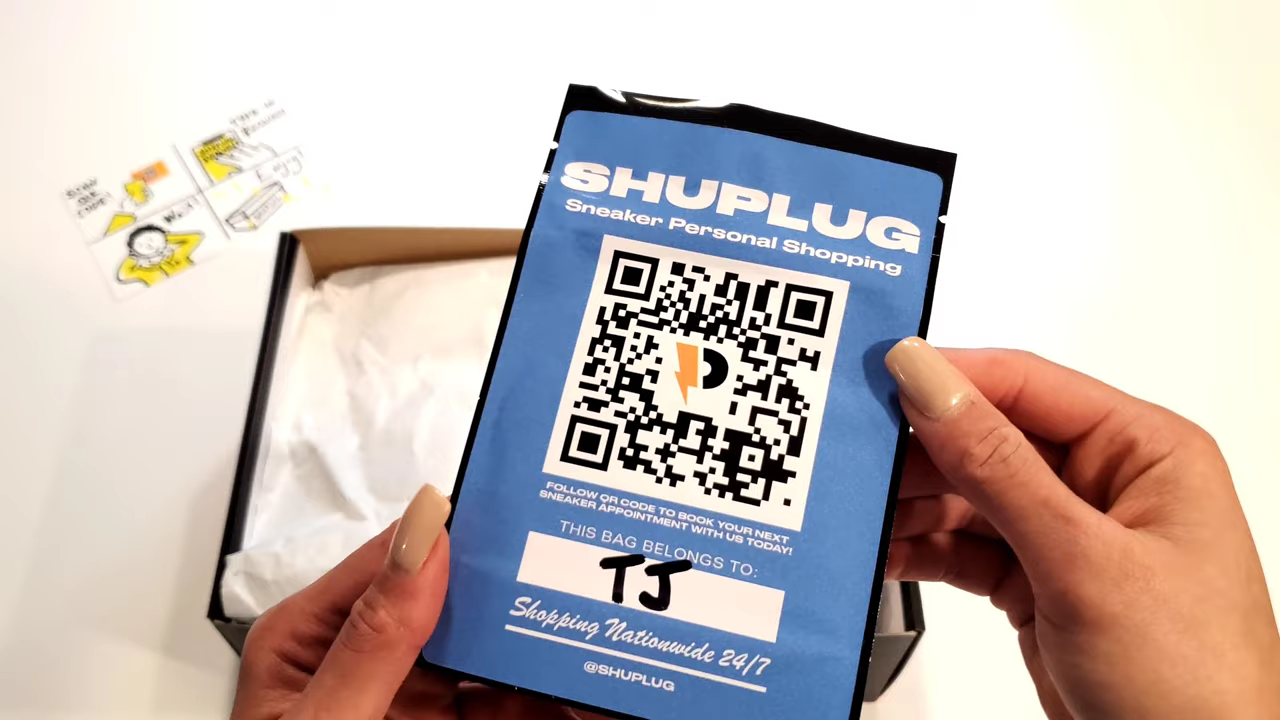 SHUPLUG
Sneaker Personal Shopping
FOLLOW QR CODE TO BOOK YOUR NEXT
SNEAKER APPOINTMENT WITH US TODAY!
THIS BAG BELONGS TO:
TJ
Shopping Nationwide 24/7
@SHUPLUG